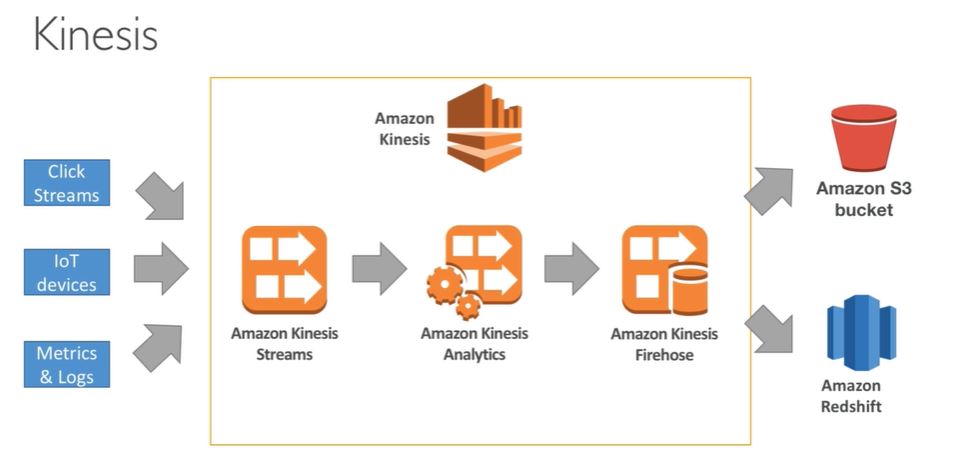 Kinesis
Amazon
Kinesis
Click
Streams
IoT
devices
Metrics
& Logs
Amazon Kinesis
Streams
Amazon Kinesis
Analytics
Amazon Kinesis
Firehose
Amazon S3
bucket
Amazon
Redshift